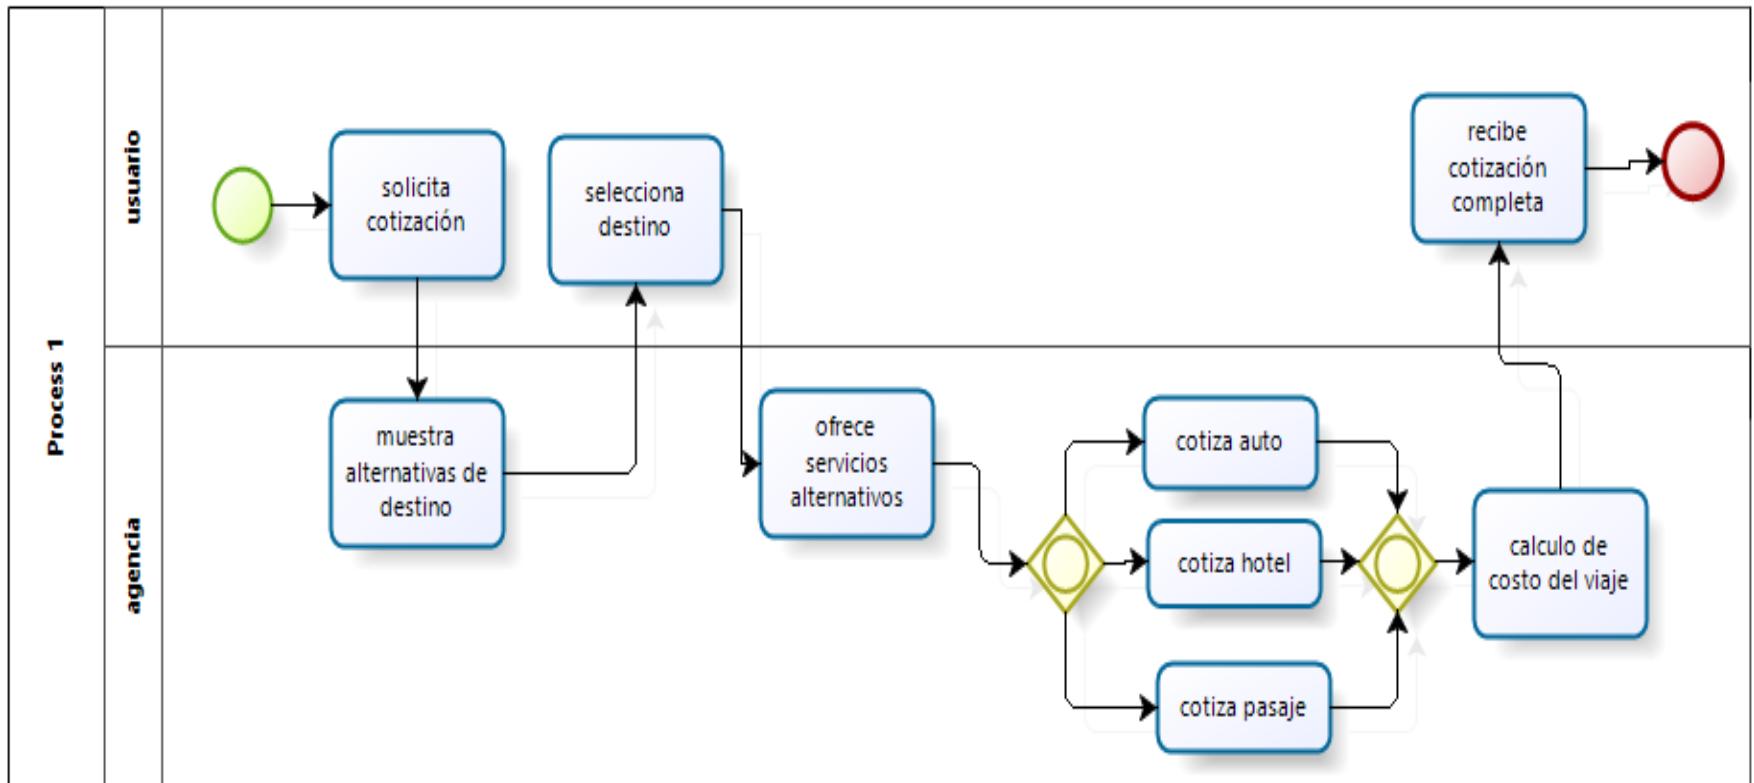 Process 1
usuario
solicita
cotización
selecciona
destino
recibe
cotización
completa
agencia
muestra
alternativas de
destino
ofrece
servicios
alternativos
cotiza auto
cotiza hotel
cotiza pasaje
calculo de
costo del viaje